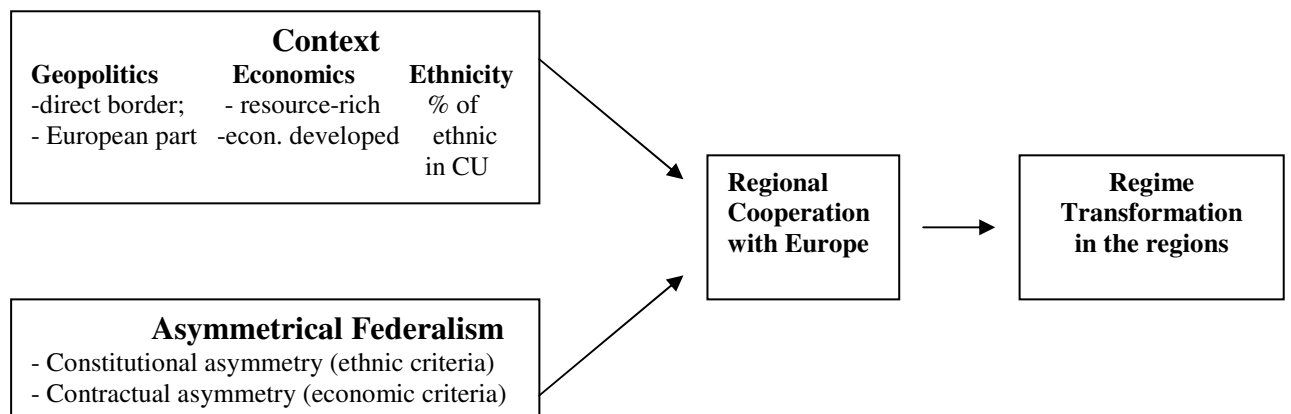 Context
Geopolitics Economics Ethnicity
-direct border; - resource-rich % of
- European part -econ. developed ethnic
in CU
Regional
Cooperation
with Europe
Regime
Transformation
in the regions
Asymmetrical Federalism
- Constitutional asymmetry (ethnic criteria)
- Contractual asymmetry (economic criteria)